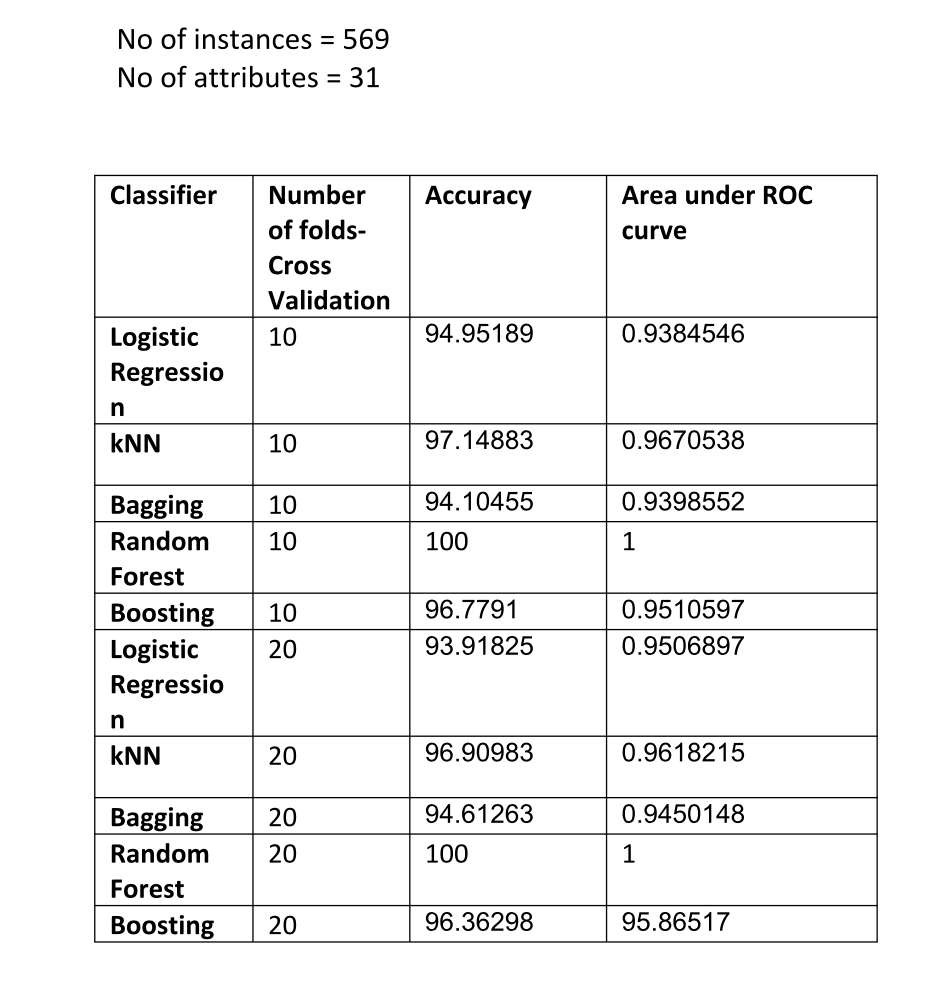 No of instances = 569
No of attributes = 31
Classifier Number of folds- Cross Validation Accuracy Area under ROC curve
Logistic Regressio n 10 94.95189 0.9384546
kNN 10 97.14883 0.9670538
Bagging 10 94.10455 0.9398552
Random Forest 10 100 1
Boosting 10 96.7791 0.9510597
Logistic Regressio n 20 93.91825 0.9506897
kNN 20 96.90983 0.9618215
Bagging 20 94.61263 0.9450148
Random Forest 20 100 1
Boosting 20 96.36298 95.86517